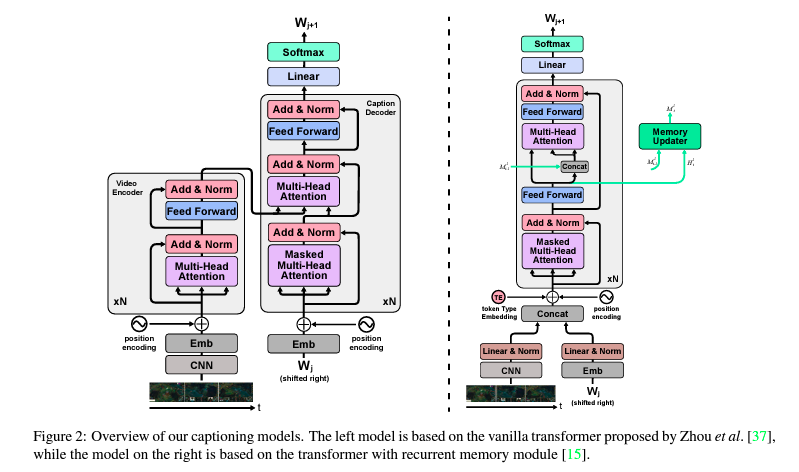 W_{j+1}
Softmax
Linear
Caption
Decoder
Add & Norm
Feed Forward
Add & Norm
Multi-Head
Attention
Add & Norm
Masked
Multi-Head
Attention
xN
Video
Encoder
Add & Norm
Feed Forward
Add & Norm
Multi-Head
Attention
xN
position
encoding
Emb
CNN
t
position
encoding
Emb
W_j
(shifted right)
W_{j+1}
Softmax
Linear
Add & Norm
Feed Forward
Multi-Head
Attention
Concat
Feed Forward
Add & Norm
Masked
Multi-Head
Attention
xN
Memory
Updater
TE
token Type
Embedding
position
encoding
Concat
Linear & Norm
Linear & Norm
CNN
Emb
t
W_j
(shifted right)
Figure 2: Overview of our captioning models. The left model is based on the vanilla transformer proposed by Zhou et al. [37],
while the model on the right is based on the transformer with recurrent memory module [15].